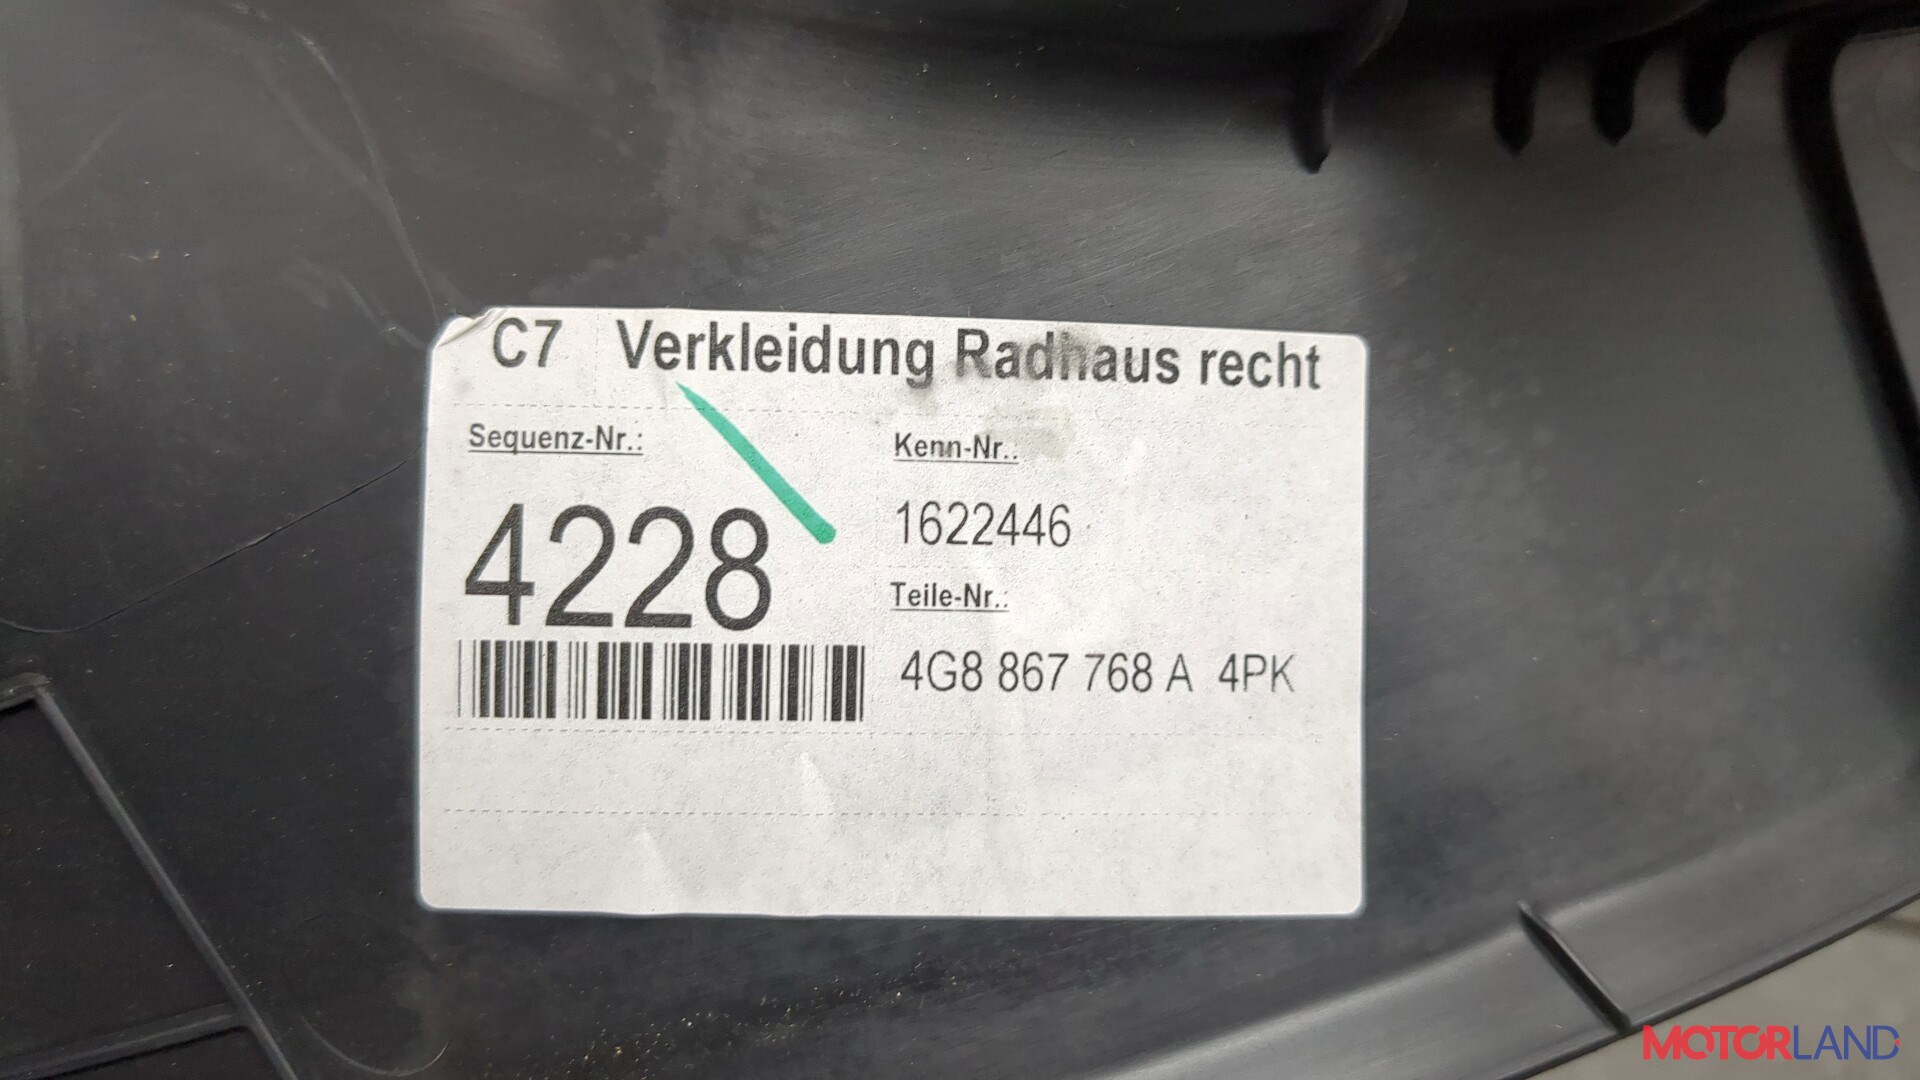 C7 Verkleidung Radhaus recht
Sequenz-Nr.:
Kenn-Nr.:
4228
1622446
Teile-Nr.:
4G8 867 768 A 4PK
MOTORLAND